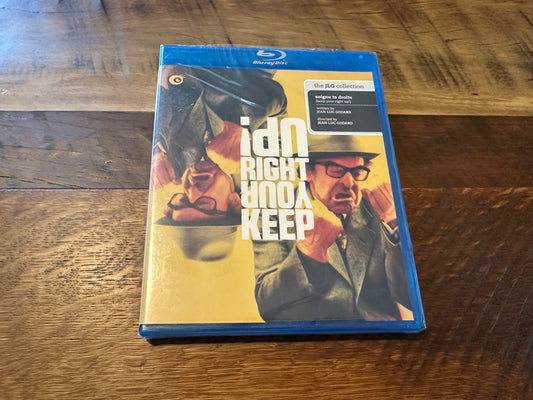 Blu-ray Disc
the JLG collection
soigne ta droite
(keep your right up!)
written by
JEAN-LUC GODARD
directed by
JEAN-LUC GODARD
UP!
RIGHT
YOUR
KEEP